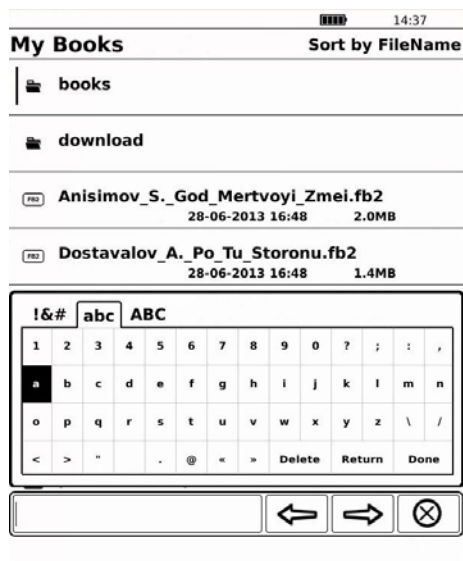 14:37
My Books Sort by FileName
books
download
FB2 Anisimov_S._God_Mertvoyi_Zmei.fb2
28-06-2013 16:48 2.0MB
FB2 Dostavalov_A._Po_Tu_Storonu.fb2
28-06-2013 16:48 1.4MB
!&# abc ABC
1 2 3 4 5 6 7 8 9 0 ? ; : ,
a b c d e f g h i j k l m n
o p q r s t u v w x y z \ /
< > " . @ « » Delete Return Done